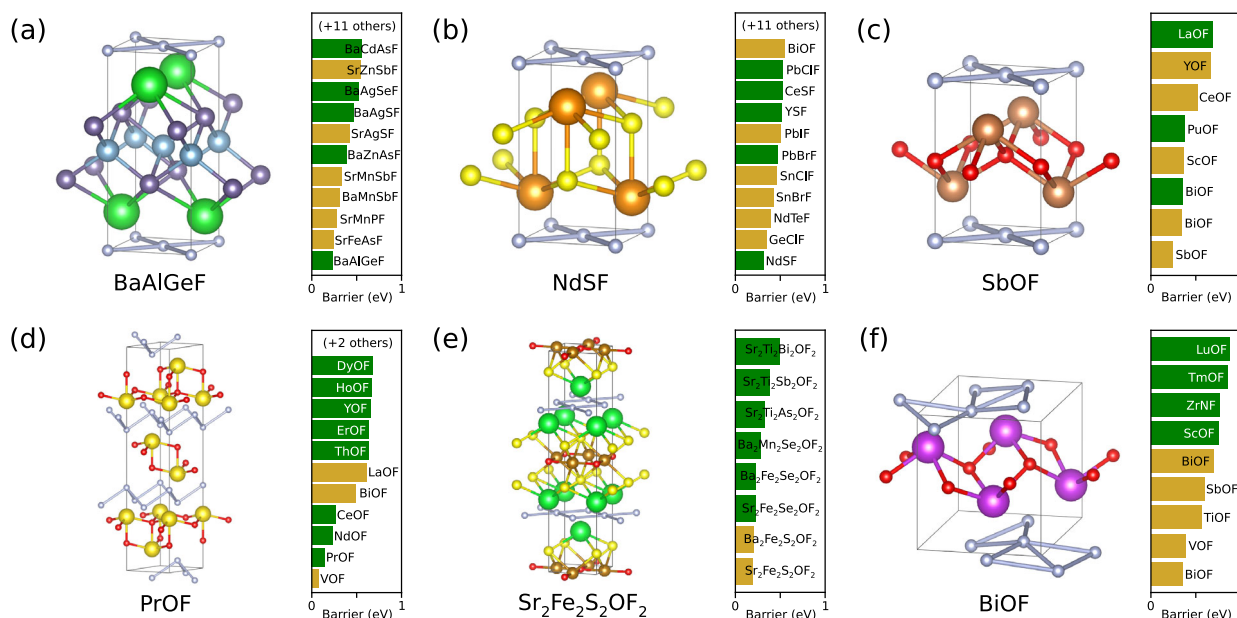 (a)
(+11 others)
BaCdAsF
SrZnSbF
BaAgSeF
BaAgSF
SrAgSF
BaZnAsF
SrMnSbF
BaMnSbF
SrMnPF
SrFeAsF
BaAlGeF
0 1
Barrier (eV)
BaAlGeF
(b)
(+11 others)
BiOF
PbClF
CeSF
YSF
PbIF
PbBrF
SnClF
SnBrF
NdTeF
GeClF
NdSF
0 1
Barrier (eV)
NdSF
(c)
LaOF
YOF
CeOF
PuOF
ScOF
BiOF
BiOF
SbOF
0
Barrier (eV)
SbOF
(d)
(+2 others)
DyOF
HoOF
YOF
ErOF
ThOF
LaOF
BiOF
CeOF
NdOF
PrOF
VOF
0 1
Barrier (eV)
PrOF
(e)
Sr₂Ti₂Bi₂OF₂
Sr₂Ti₂Sb₂OF₂
Sr₂Ti₂As₂OF₂
Ba₂Mn₂Se₂OF₂
Ba₂Fe₂Se₂OF₂
Sr₂Fe₂Se₂OF₂
Ba₂Fe₂S₂OF₂
Sr₂Fe₂S₂OF₂
0 1
Barrier (eV)
Sr₂Fe₂S₂OF₂
(f)
LuOF
TmOF
ZrNF
ScOF
BiOF
SbOF
TiOF
VOF
BiOF
0
Barrier (eV)
BiOF